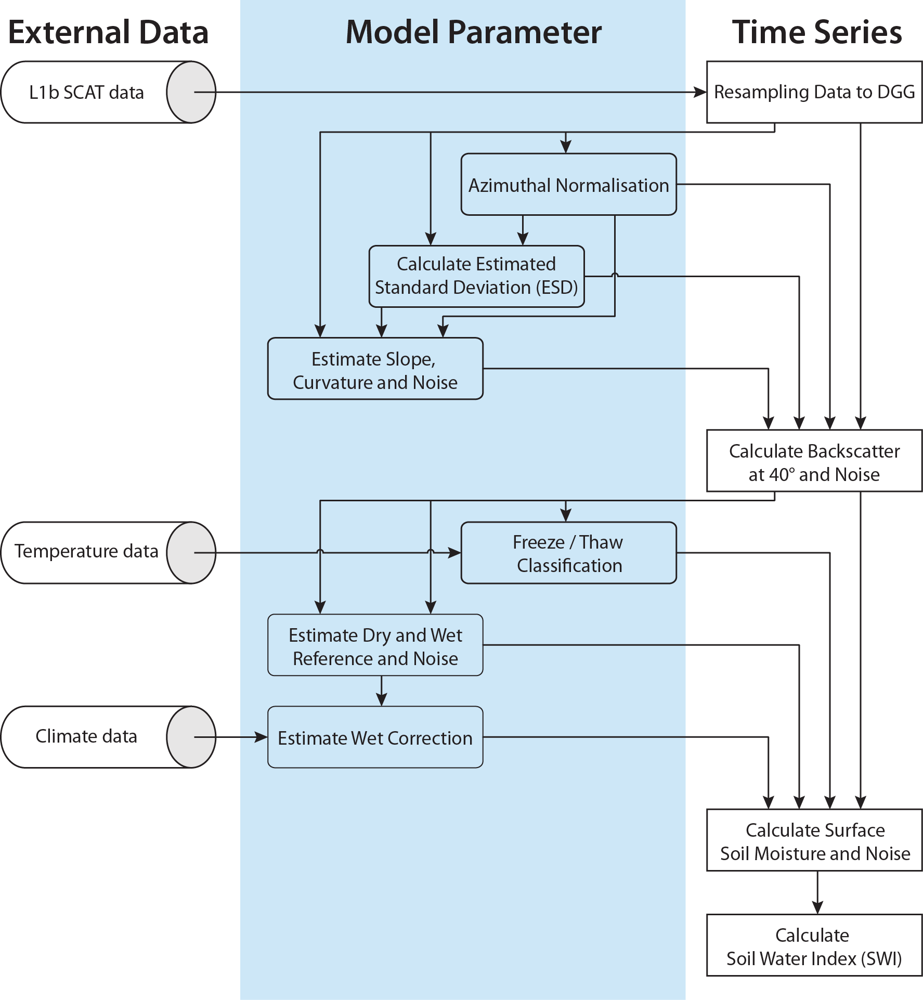 External Data
Model Parameter
Time Series
L1b SCAT data
Resampling Data to DGG
Azimuthal Normalisation
Calculate Estimated
Standard Deviation (ESD)
Estimate Slope,
Curvature and Noise
Calculate Backscatter
at 40° and Noise
Temperature data
Freeze / Thaw
Classification
Estimate Dry and Wet
Reference and Noise
Climate data
Estimate Wet Correction
Calculate Surface
Soil Moisture and Noise
Calculate
Soil Water Index (SWI)